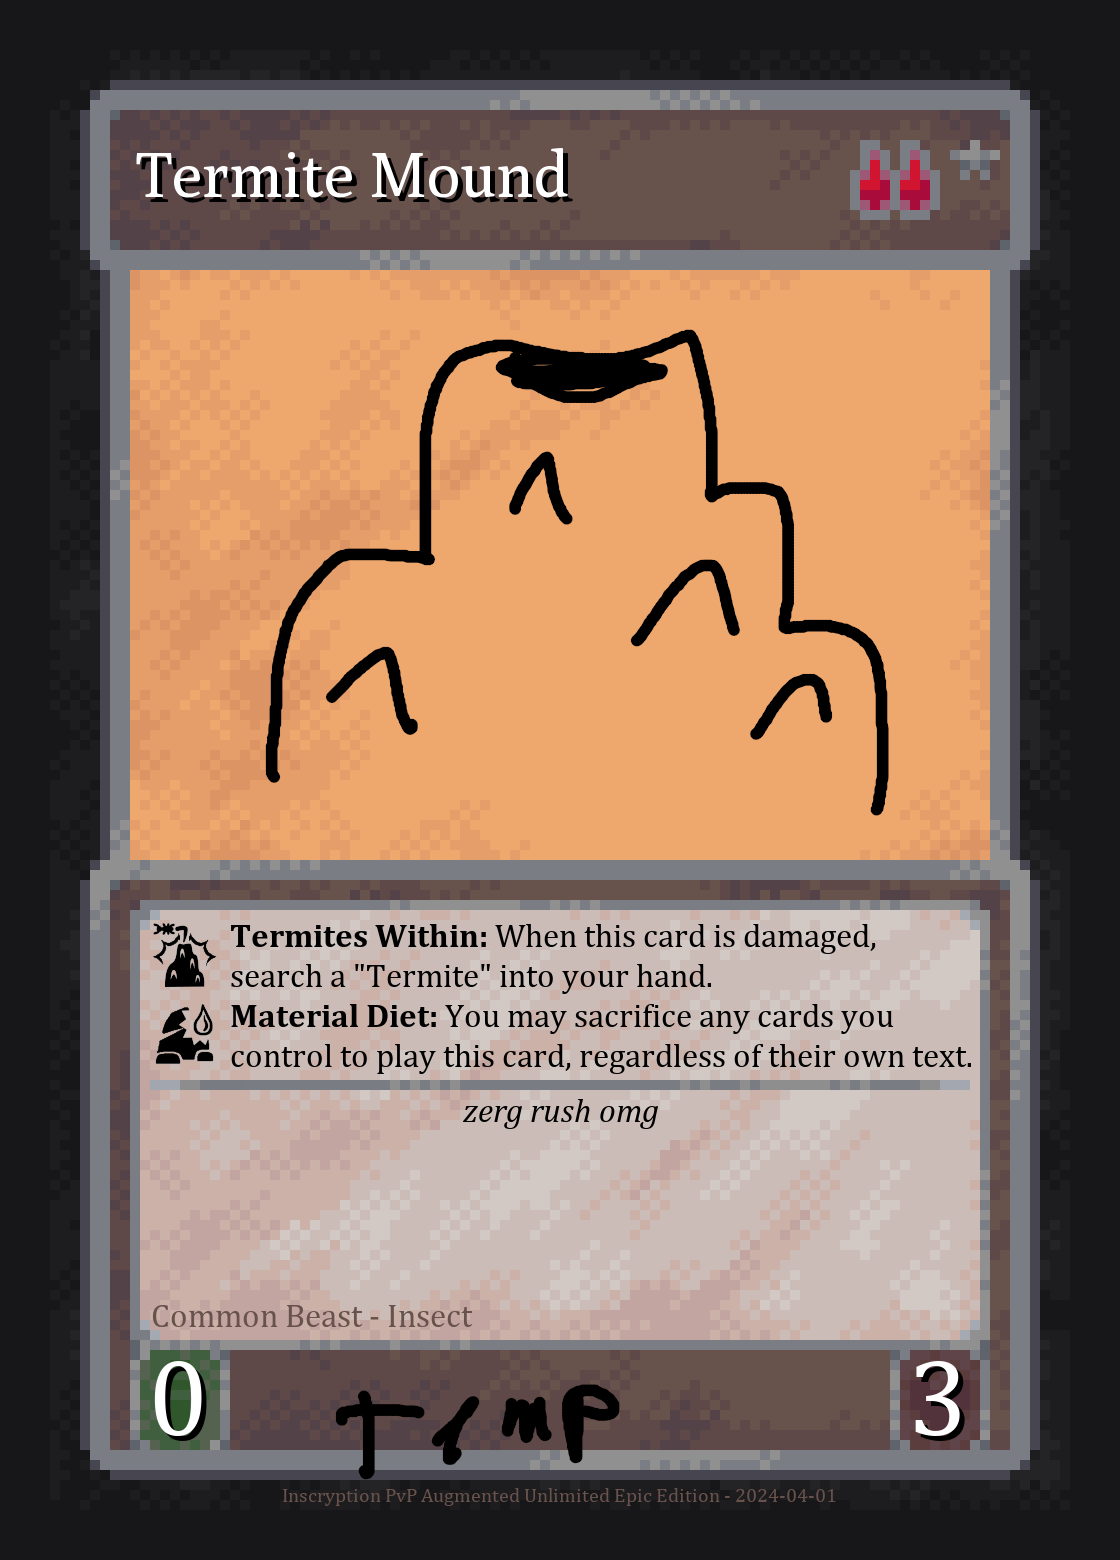 Termite Mound
Termites Within: When this card is damaged,
search a "Termite" into your hand.
Material Diet: You may sacrifice any cards you
control to play this card, regardless of their own text.
zerg rush omg
Common Beast - Insect
0
Temp
3
Inscryption PvP Augmented Unlimited Epic Edition - 2024-04-01